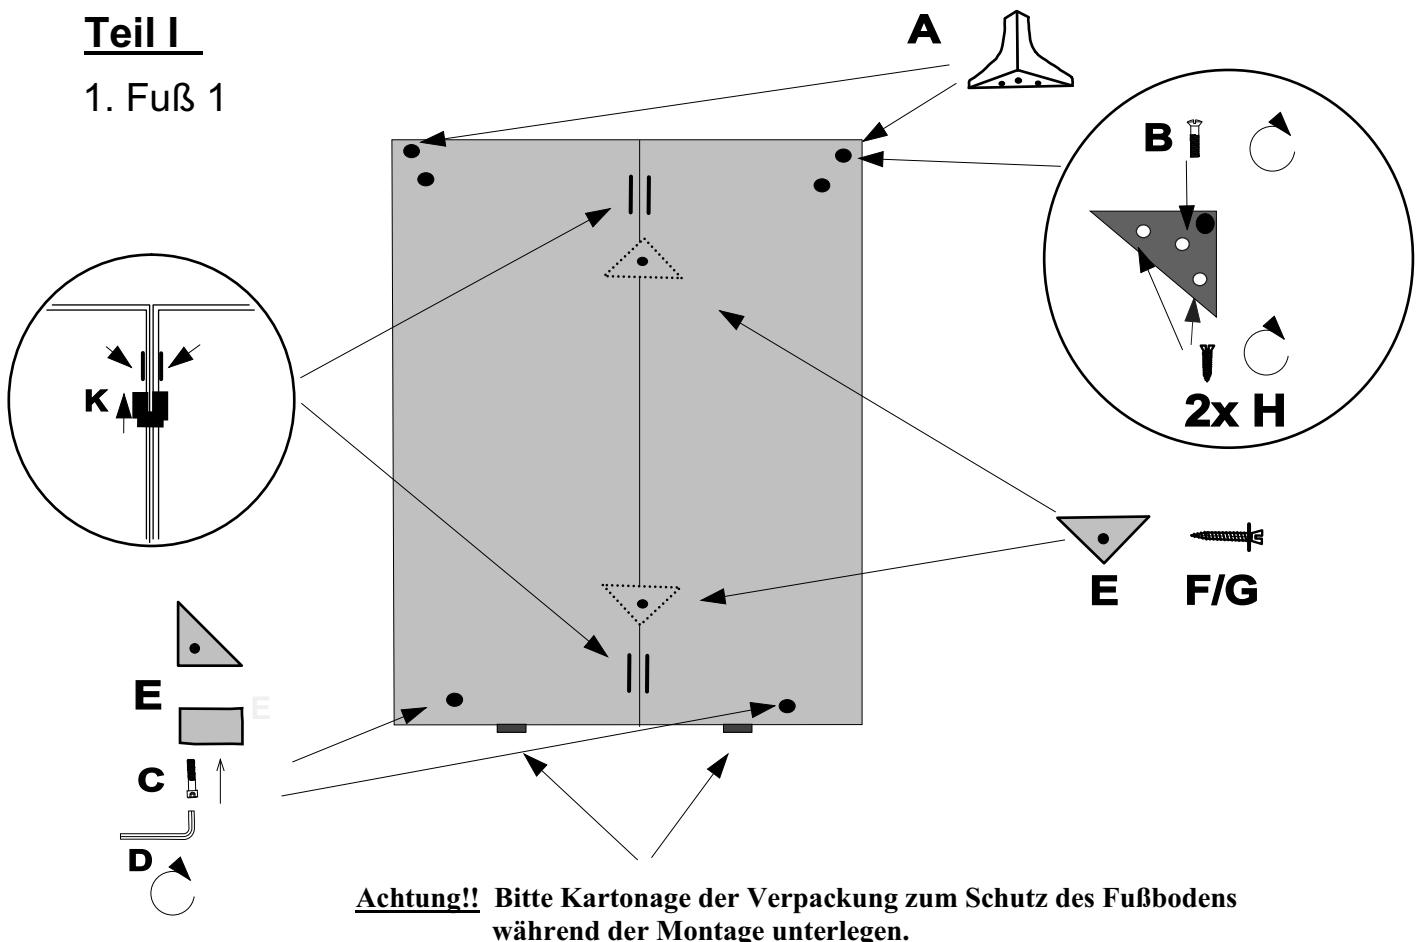 Teil I
1. Fuß 1
A
B
2x H
K
E
F/G
E
E
C
D
Achtung!! Bitte Kartonage der Verpackung zum Schutz des Fußbodens
während der Montage unterlegen.